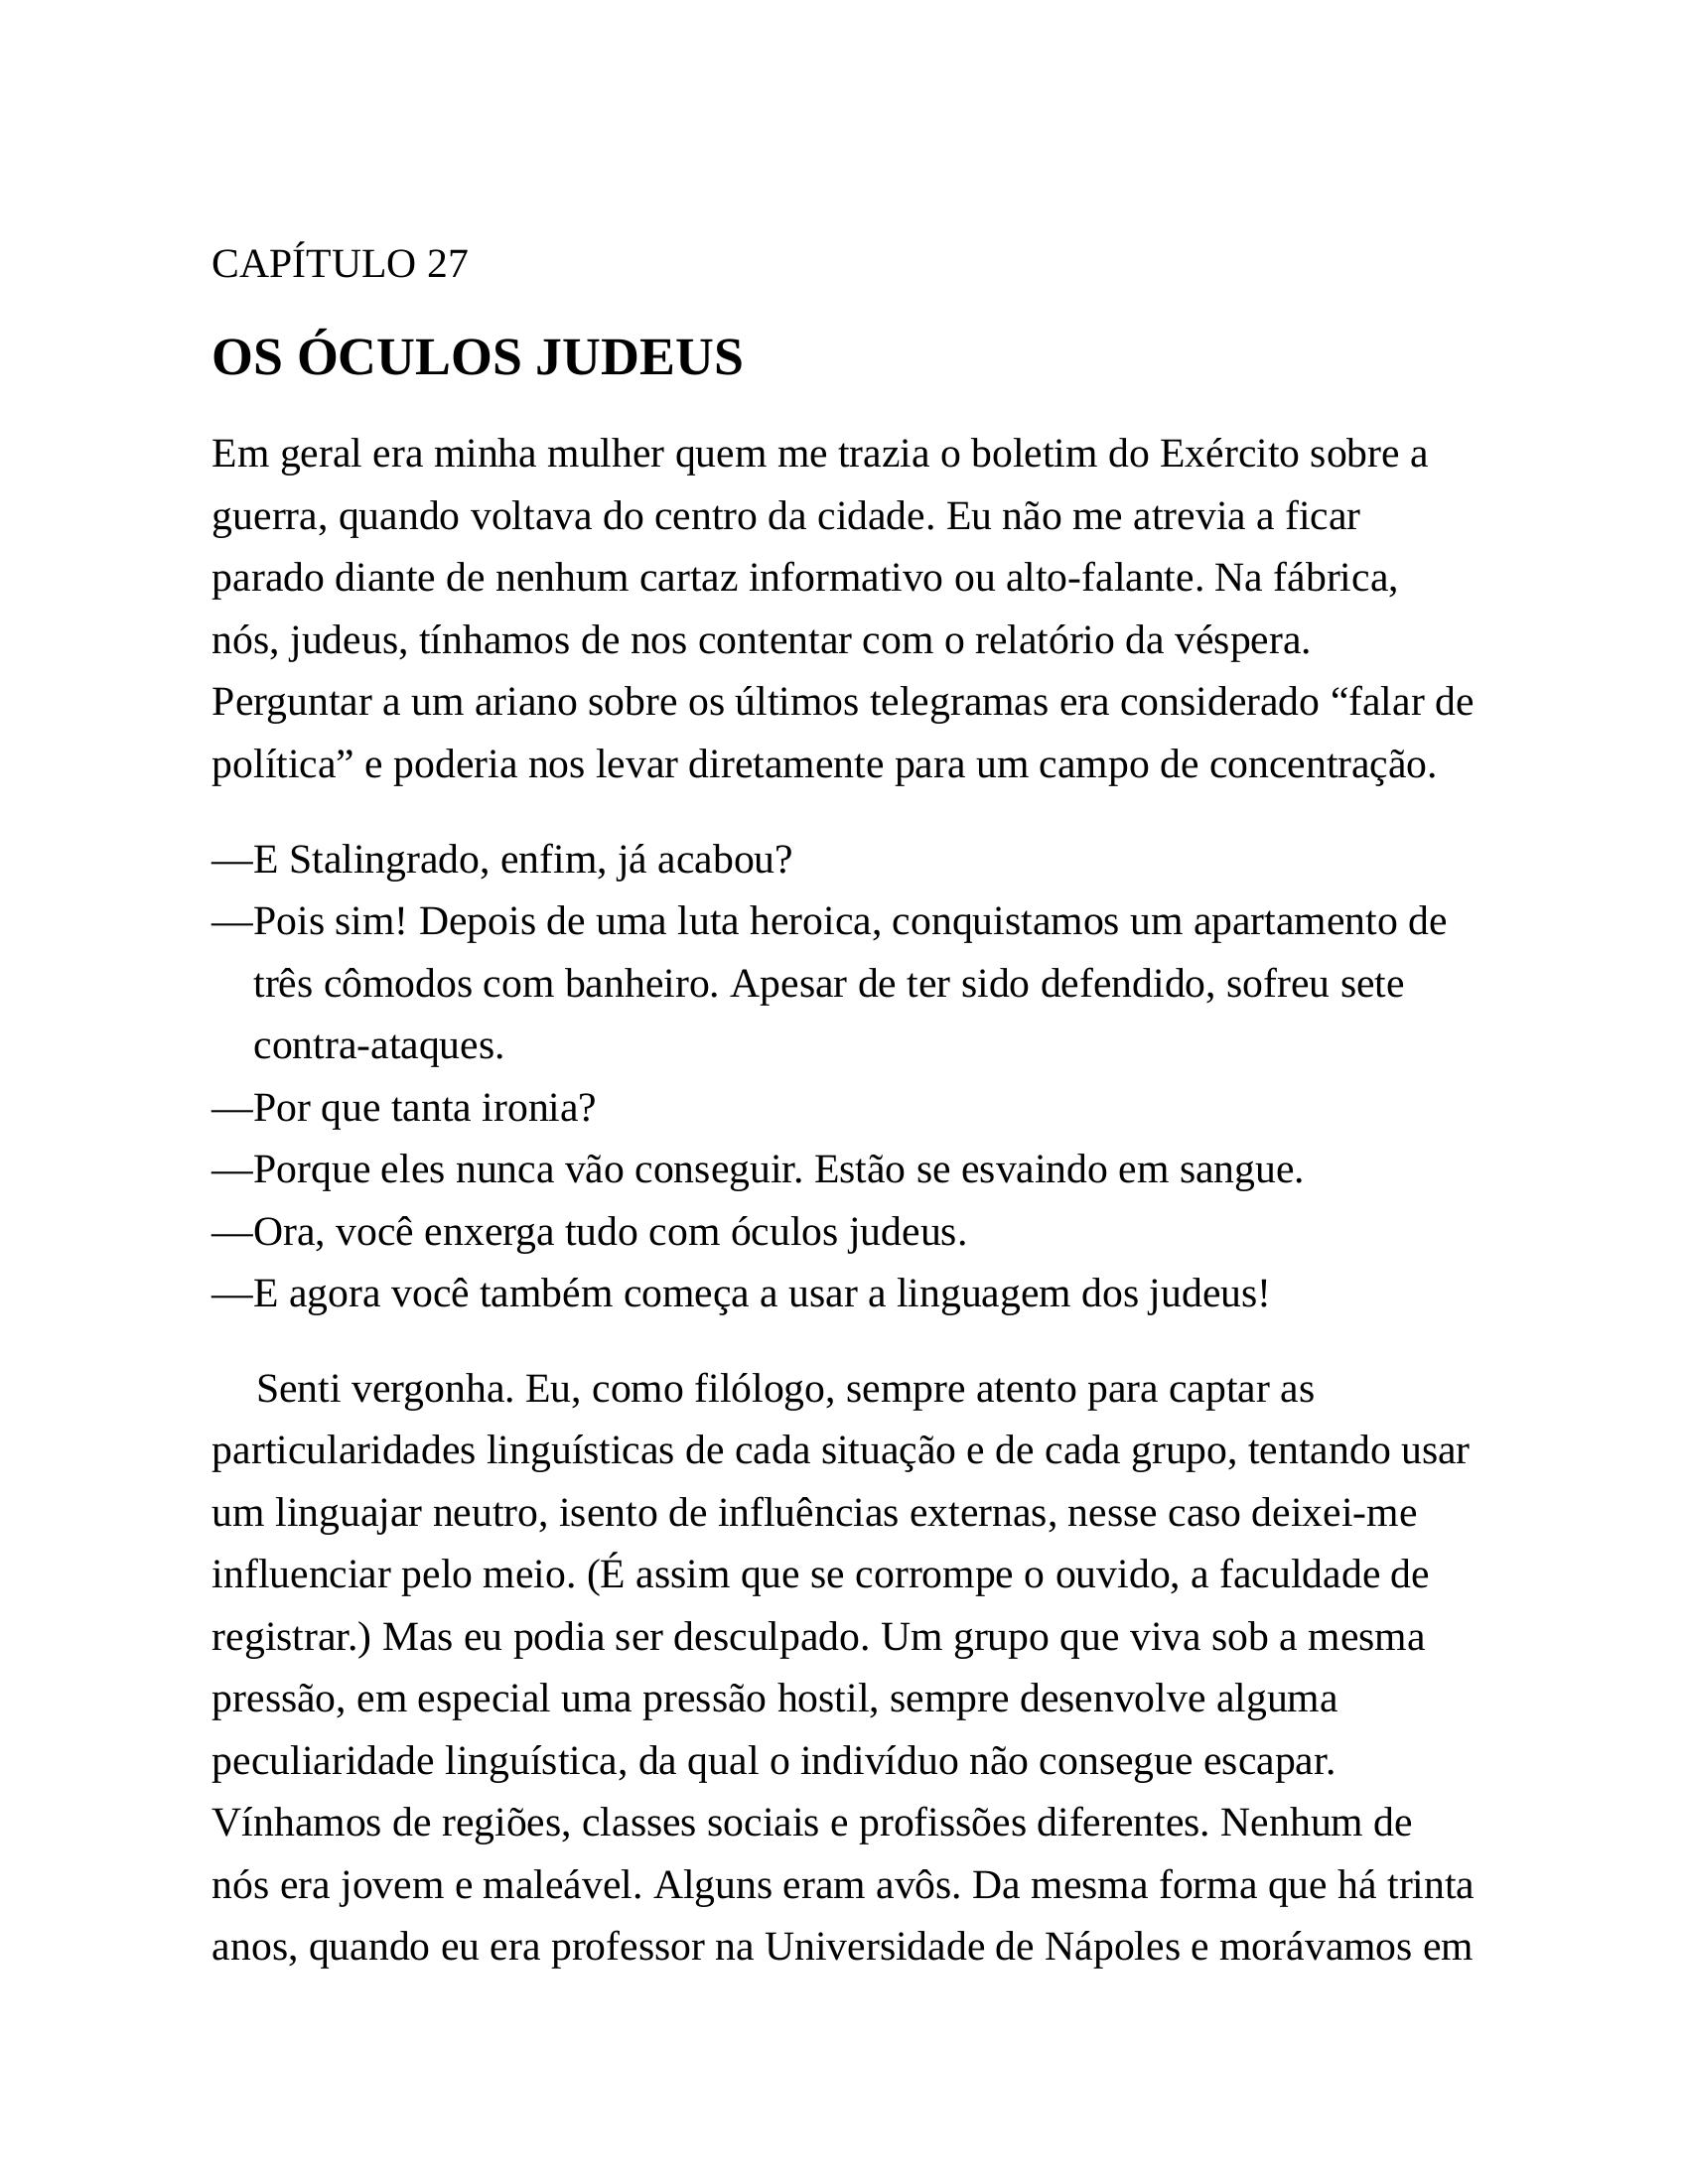 CAPÍTULO 27
OS ÓCULOS JUDEUS
Em geral era minha mulher quem me trazia o boletim do Exército sobre a
guerra, quando voltava do centro da cidade. Eu não me atrevia a ficar
parado diante de nenhum cartaz informativo ou alto-falante. Na fábrica,
nós, judeus, tínhamos de nos contentar com o relatório da véspera.
Perguntar a um ariano sobre os últimos telegramas era considerado “falar de
política” e poderia nos levar diretamente para um campo de concentração.
—E Stalingrado, enfim, já acabou?
—Pois sim! Depois de uma luta heroica, conquistamos um apartamento de
três cômodos com banheiro. Apesar de ter sido defendido, sofreu sete
contra-ataques.
—Por que tanta ironia?
—Porque eles nunca vão conseguir. Estão se esvaindo em sangue.
—Ora, você enxerga tudo com óculos judeus.
—E agora você também começa a usar a linguagem dos judeus!
Senti vergonha. Eu, como filólogo, sempre atento para captar as
particularidades linguísticas de cada situação e de cada grupo, tentando usar
um linguajar neutro, isento de influências externas, nesse caso deixei-me
influenciar pelo meio. (É assim que se corrompe o ouvido, a faculdade de
registrar.) Mas eu podia ser desculpado. Um grupo que viva sob a mesma
pressão, em especial uma pressão hostil, sempre desenvolve alguma
peculiaridade linguística, da qual o indivíduo não consegue escapar.
Vínhamos de regiões, classes sociais e profissões diferentes. Nenhum de
nós era jovem e maleável. Alguns eram avôs. Da mesma forma que há trinta
anos, quando eu era professor na Universidade de Nápoles e morávamos em